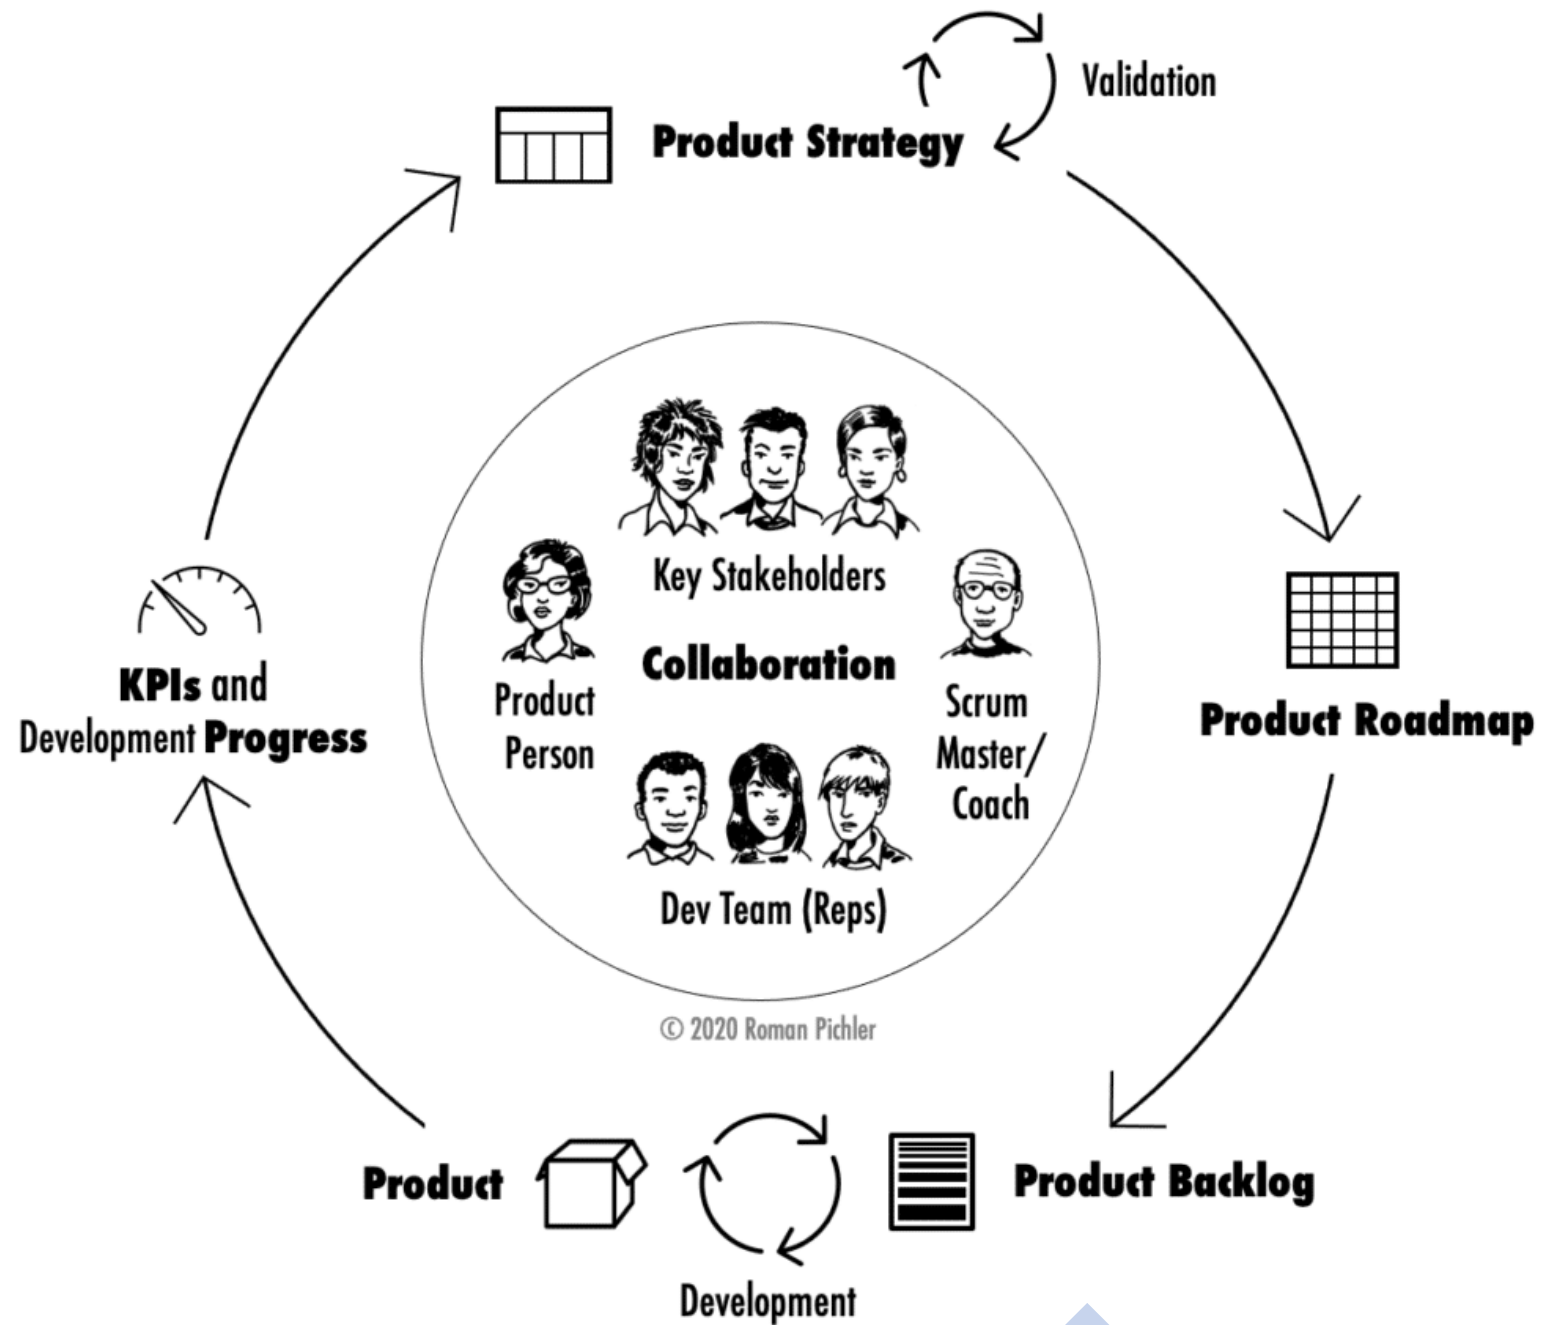 Validation
Product Strategy
Key Stakeholders
Collaboration
Product
Person
Scrum
Master/
Coach
Dev Team (Reps)
KPIs and
Development Progress
Product Roadmap
© 2020 Roman Pichler
Product
Product Backlog
Development